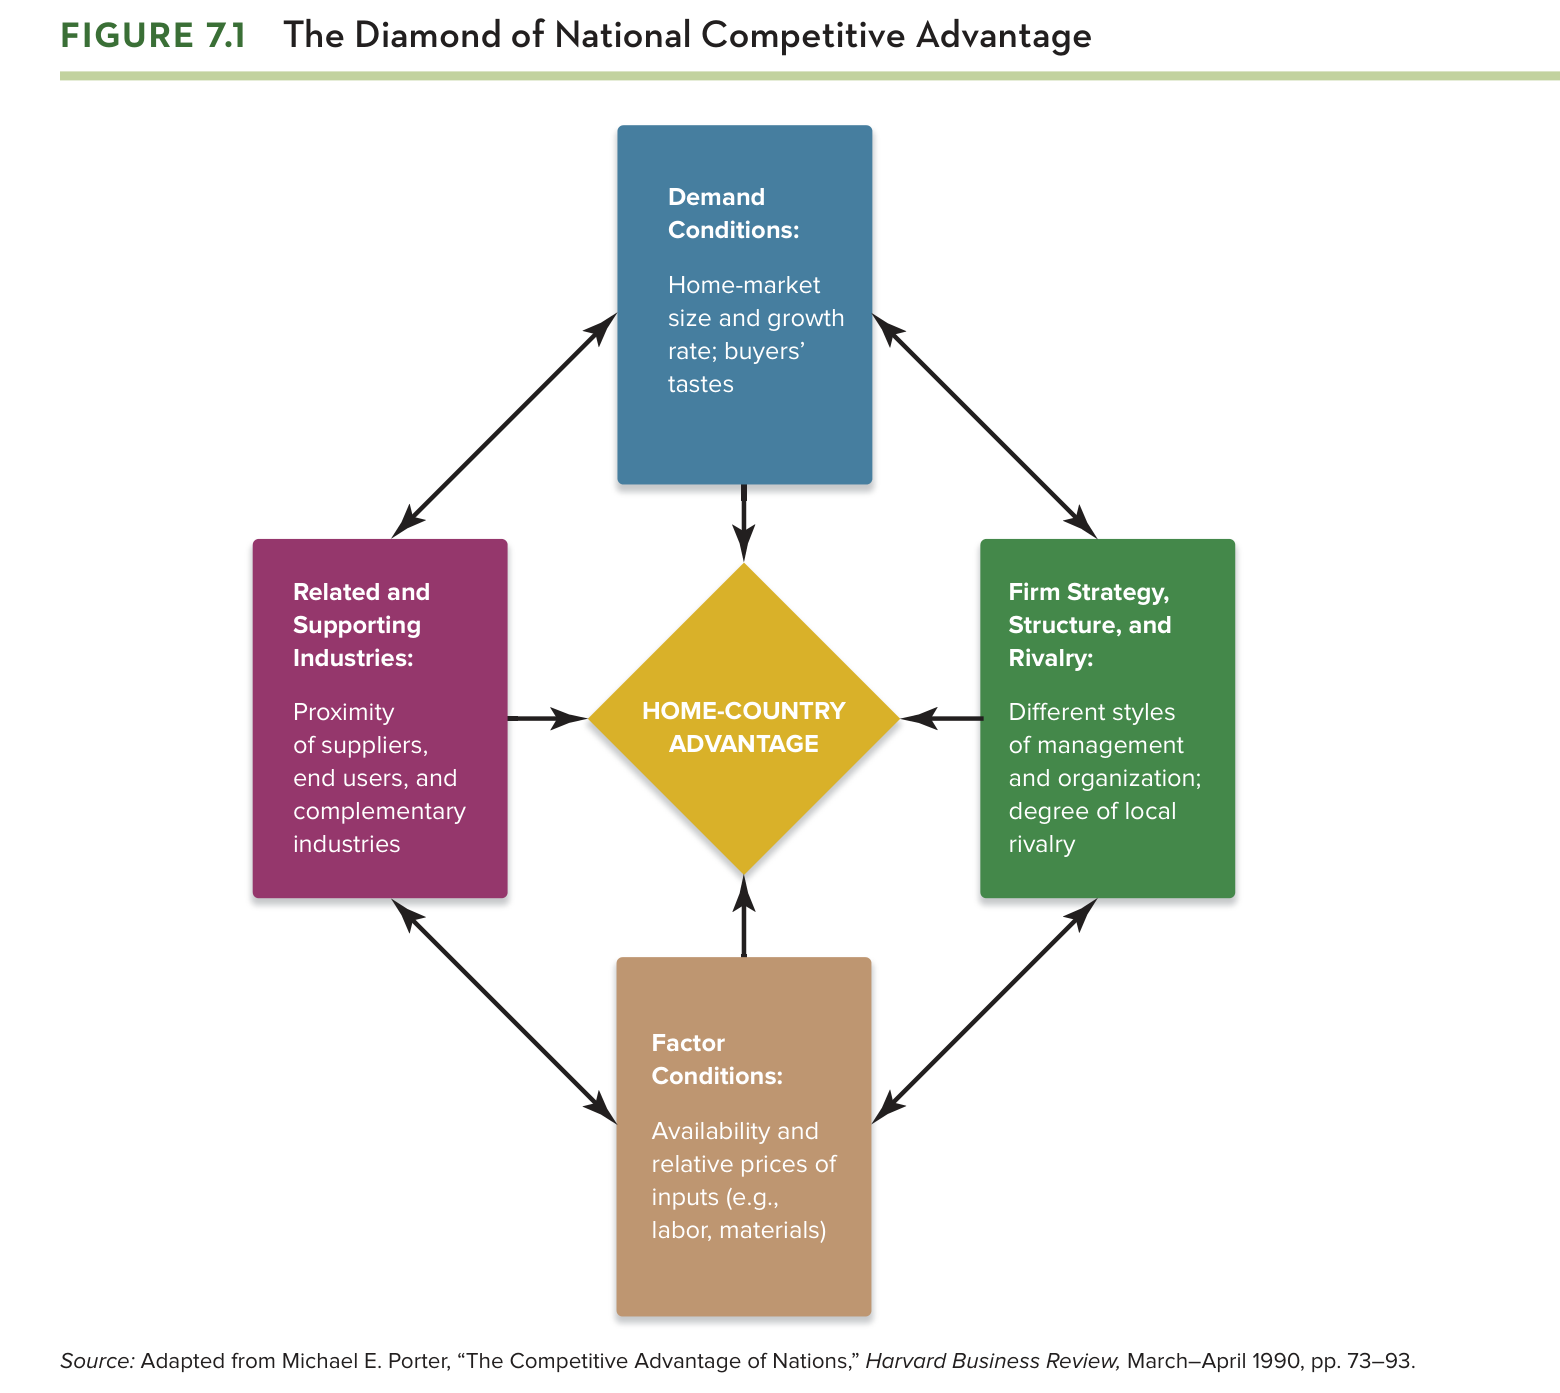 FIGURE 7.1 The Diamond of National Competitive Advantage
Demand
Conditions:
Home-market
size and growth
rate; buyers’
tastes
Related and
Supporting
Industries:
Proximity
of suppliers,
end users, and
complementary
industries
HOME-COUNTRY
ADVANTAGE
Firm Strategy,
Structure, and
Rivalry:
Different styles
of management
and organization;
degree of local
rivalry
Factor
Conditions:
Availability and
relative prices of
inputs (e.g.,
labor, materials)
Source: Adapted from Michael E. Porter, “The Competitive Advantage of Nations,” Harvard Business Review, March–April 1990, pp. 73–93.